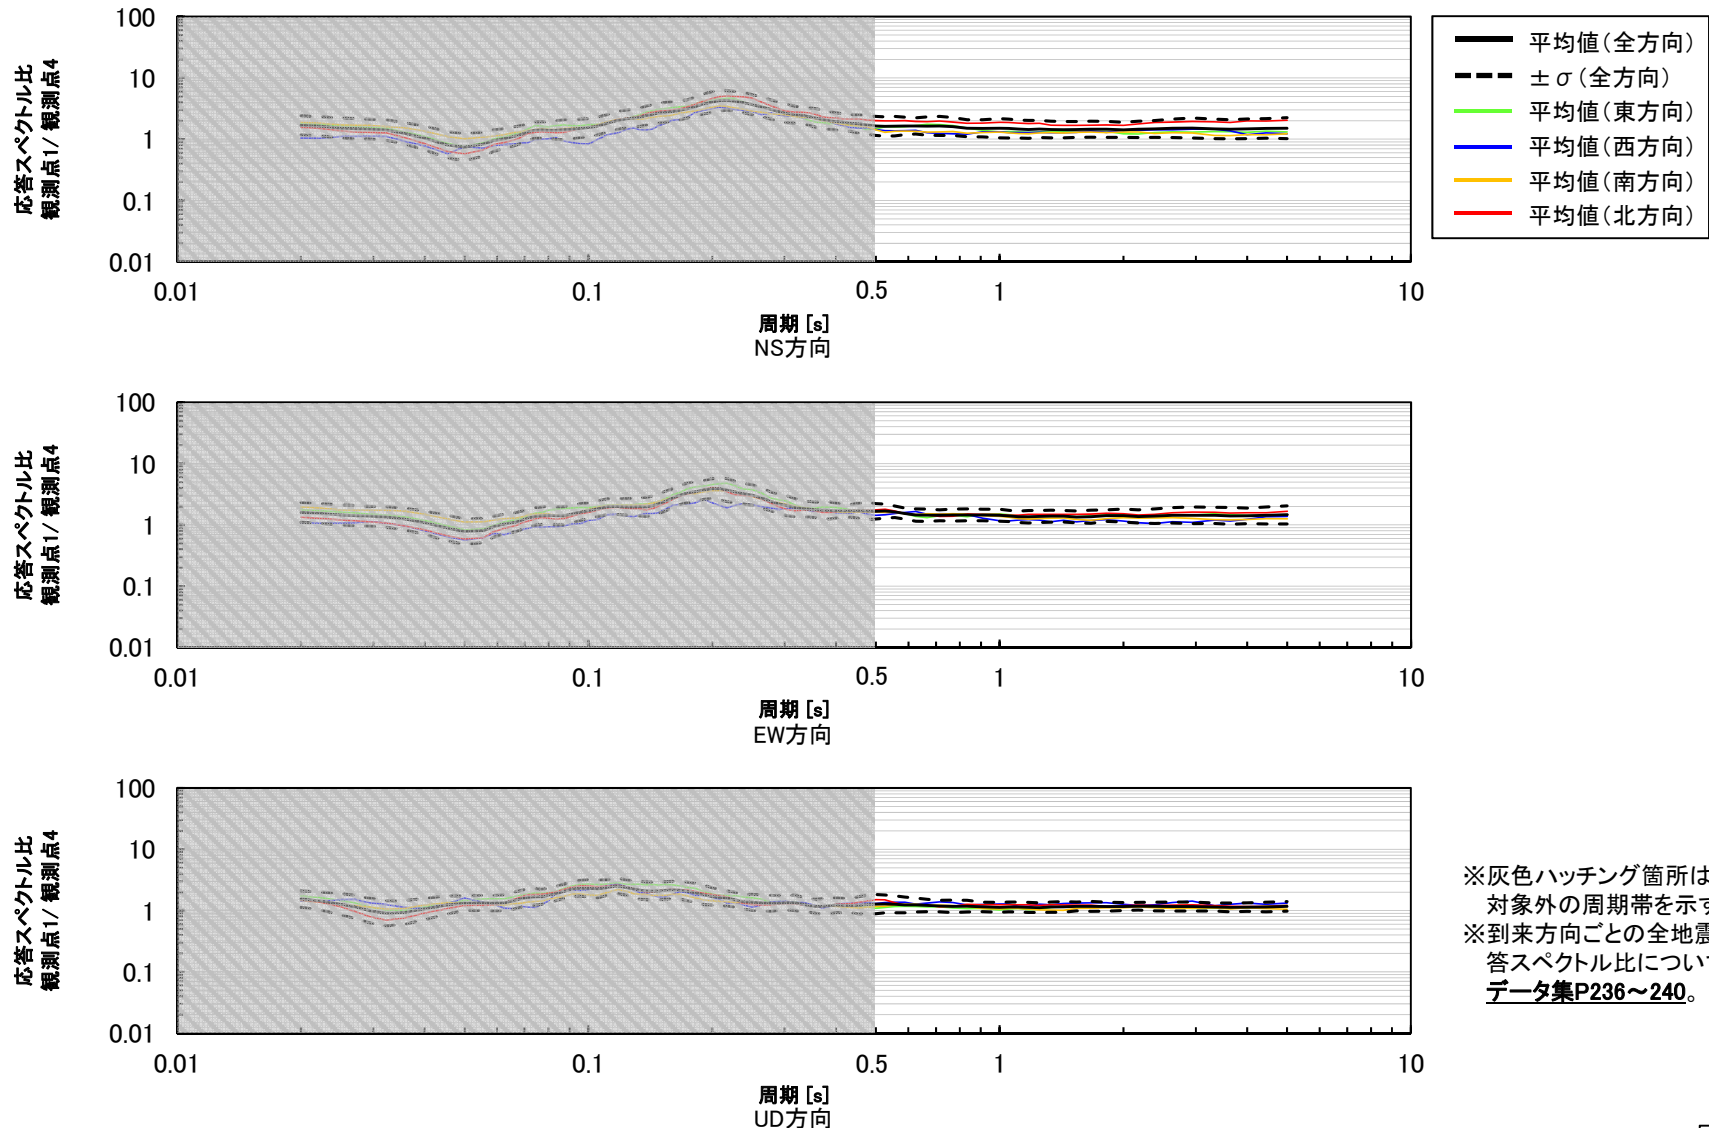 100
10
1
0.1
0.01
0.01
0.1
0.5
1
10
応答スペクトル比
観測点1/ 観測点4
周期 [s]
NS方向
平均値（全方向）
±σ（全方向）
平均値（東方向）
平均値（西方向）
平均値（南方向）
平均値（北方向）
100
10
1
0.1
0.01
0.01
0.1
0.5
1
10
応答スペクトル比
観測点1/ 観測点4
周期 [s]
EW方向
100
10
1
0.1
0.01
0.01
0.1
0.5
1
10
応答スペクトル比
観測点1/ 観測点4
周期 [s]
UD方向
※灰色ハッチング箇所は
対象外の周期帯を示す
※到来方向ごとの全地震
答スペクトル比につい
データ集P236～240。